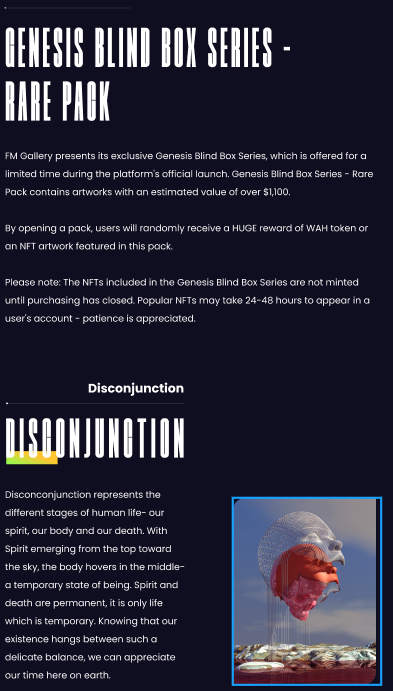 GENESIS BLIND BOX SERIES -
RARE PACK
FM Gallery presents its exclusive Genesis Blind Box Series, which is offered for a
limited time during the platform's official launch. Genesis Blind Box Series - Rare
Pack contains artworks with an estimated value of over $1,100.
By opening a pack, users will randomly receive a HUGE reward of WAH token or
an NFT artwork featured in this pack.
Please note: The NFTs included in the Genesis Blind Box Series are not minted
until purchasing has closed. Popular NFTs may take 24-48 hours to appear in a
user's account - patience is appreciated.
Disconjunction
DISCONJUNCTION
Disconconjunction represents the
different stages of human life- our
spirit, our body and our death. With
Spirit emerging from the top toward
the sky, the body hovers in the middle-
a temporary state of being. Spirit and
death are permanent, it is only life
which is temporary. Knowing that our
existence hangs between such a
delicate balance, we can appreciate
our time here on earth.